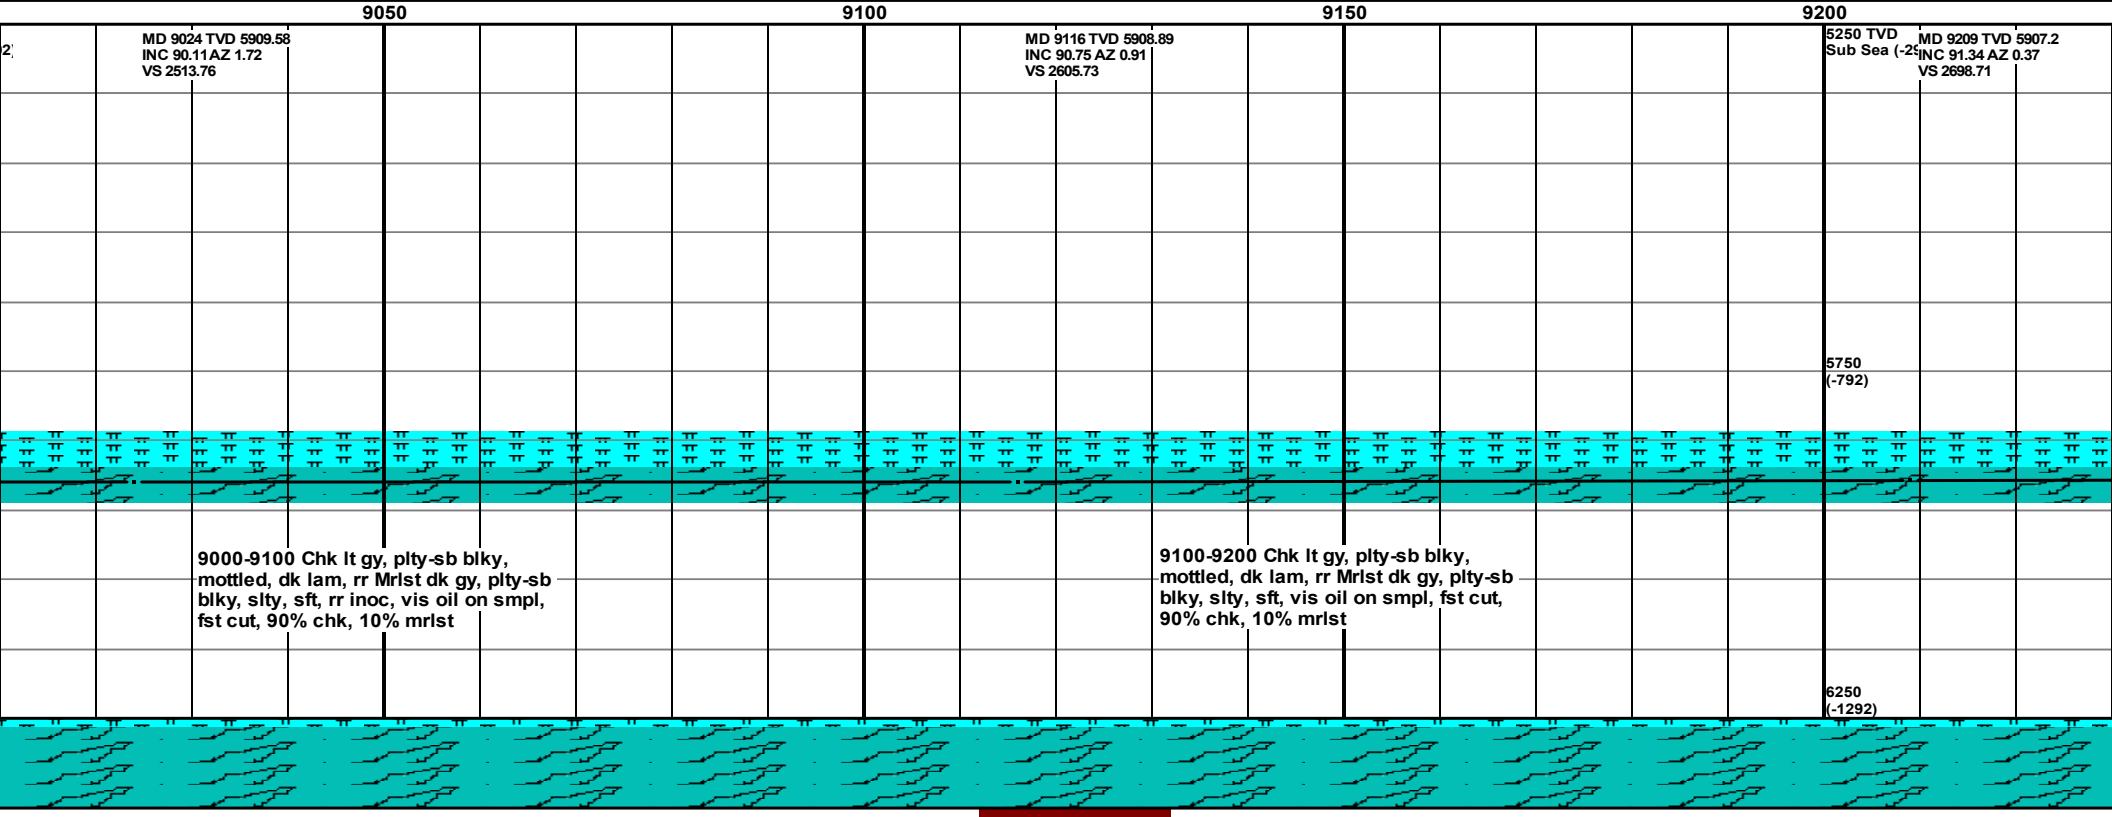 9050 9100 9150 9200
2)
MD 9024 TVD 5909.58
INC 90.11 AZ 1.72
VS 2513.76
MD 9116 TVD 5908.89
INC 90.75 AZ 0.91
VS 2605.73
5250 TVD
Sub Sea (-29
MD 9209 TVD 5907.2
INC 91.34 AZ 0.37
VS 2698.71
5750
(-792)
9000-9100 Chk lt gy, plty-sb blky,
mottled, dk lam, rr Mrlst dk gy, plty-sb
blky, slty, sft, rr inoc, vis oil on smpl,
fst cut, 90% chk, 10% mrlst
9100-9200 Chk lt gy, plty-sb blky,
mottled, dk lam, rr Mrlst dk gy, plty-sb
blky, slty, sft, vis oil on smpl, fst cut,
90% chk, 10% mrlst
6250
(-1292)